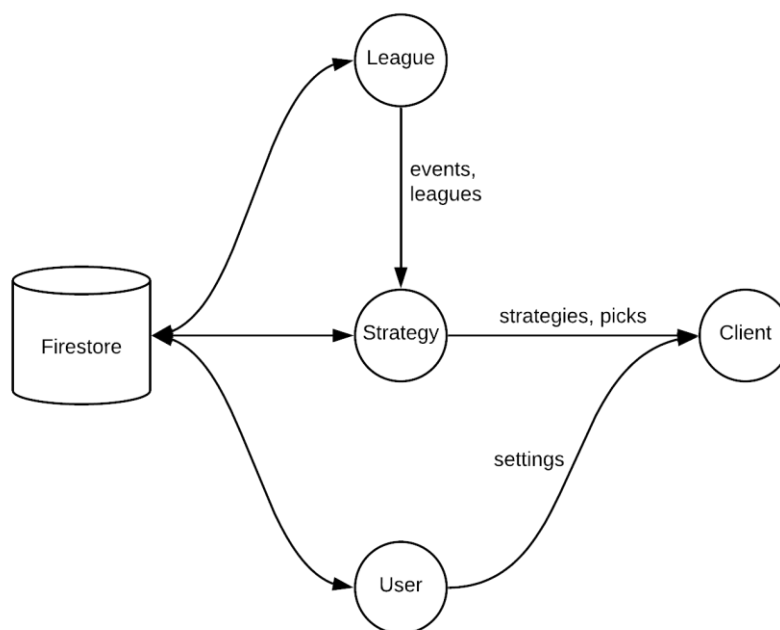 League
events,
leagues
Firestore
Strategy
strategies, picks
Client
settings
User